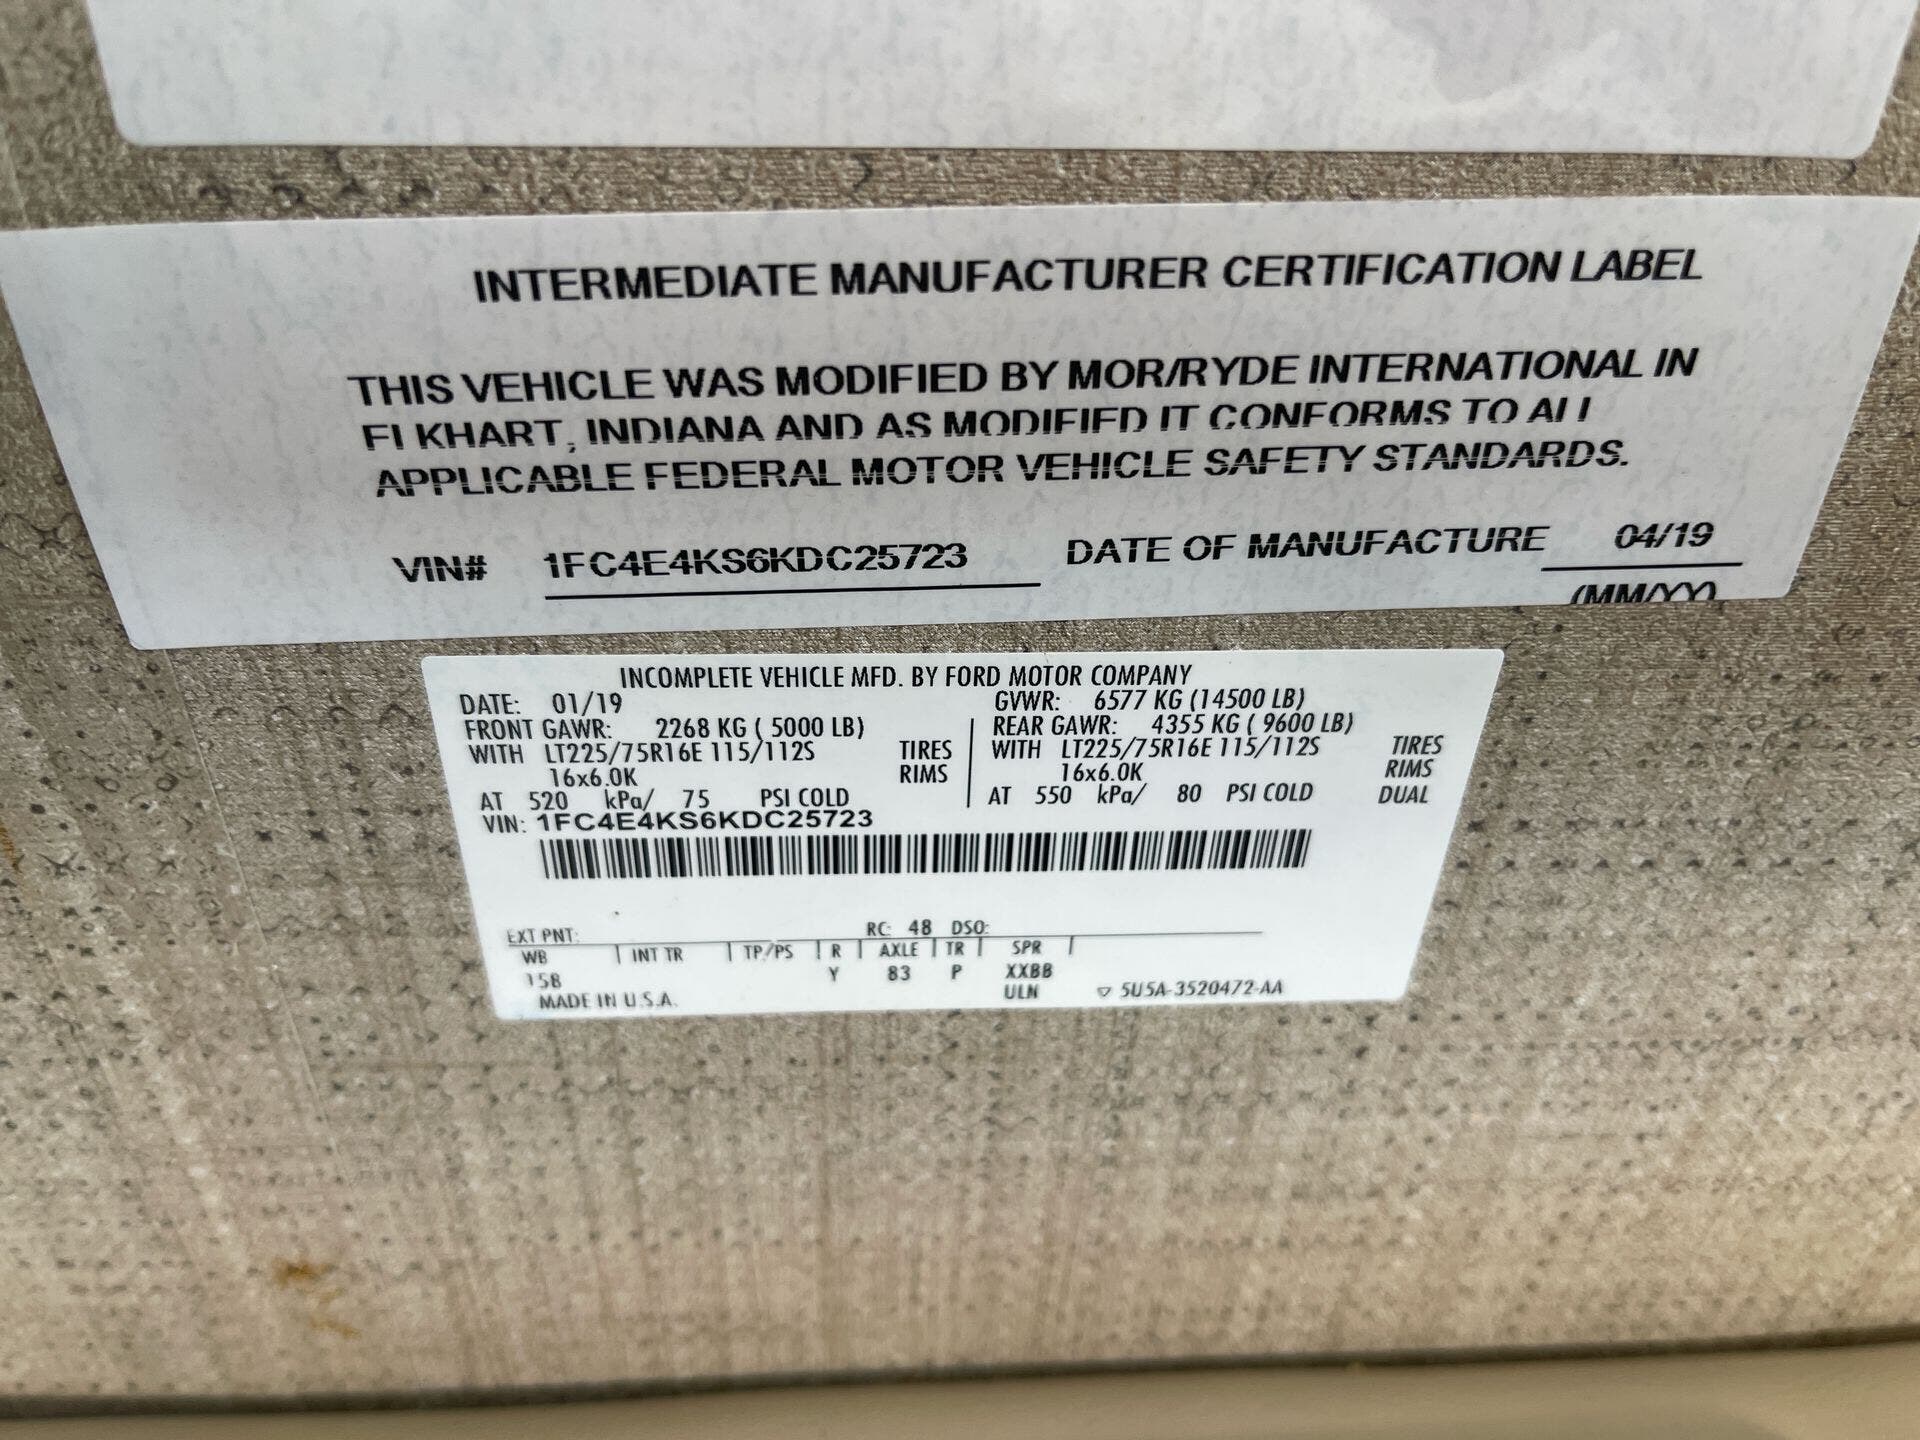 INTERMEDIATE MANUFACTURER CERTIFICATION LABEL
THIS VEHICLE WAS MODIFIED BY MOR/RYDE INTERNATIONAL IN
ELKHART, INDIANA AND AS MODIFIED IT CONFORMS TO ALL
APPLICABLE FEDERAL MOTOR VEHICLE SAFETY STANDARDS.
VIN# 1FC4E4KS6KDC25723 DATE OF MANUFACTURE 04/19
(MM/YY)
INCOMPLETE VEHICLE MFD. BY FORD MOTOR COMPANY
DATE: 01/19 GVWR: 6577 KG (14500 LB)
FRONT GAWR: 2268 KG ( 5000 LB) REAR GAWR: 4355 KG ( 9600 LB)
WITH LT225/75R16E 115/112S TIRES WITH LT225/75R16E 115/112S TIRES
16x6.0K RIMS 16x6.0K RIMS
AT 520 kPa/ 75 PSI COLD AT 550 kPa/ 80 PSI COLD DUAL
VIN: 1FC4E4KS6KDC25723
EXT PNT: RC: 48 DSO:
WB INT TR TP/PS R AXLE TR SPR
158 Y 83 P XXBB
MADE IN U.S.A. ULN ▽ 5U5A-3520472-AA